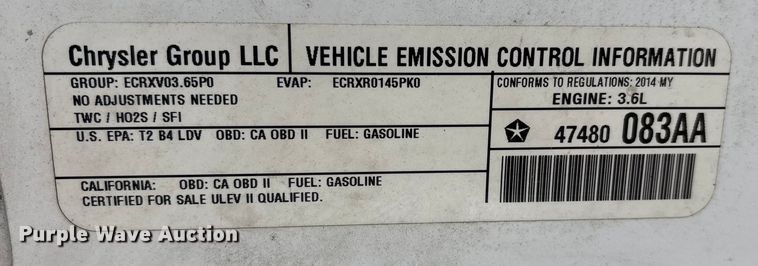 Chrysler Group LLC
VEHICLE EMISSION CONTROL INFORMATION
GROUP: ECRXV03.65P0 EVAP: ECRXR0145PK0
NO ADJUSTMENTS NEEDED
TWC / HO2S / SFI
CONFORMS TO REGULATIONS: 2014 MY
ENGINE: 3.6L
U.S. EPA: T2 B4 LDV OBD: CA OBD II FUEL: GASOLINE
47480 083AA
CALIFORNIA: OBD: CA OBD II FUEL: GASOLINE
CERTIFIED FOR SALE ULEV II QUALIFIED.
Purple Wave Auction